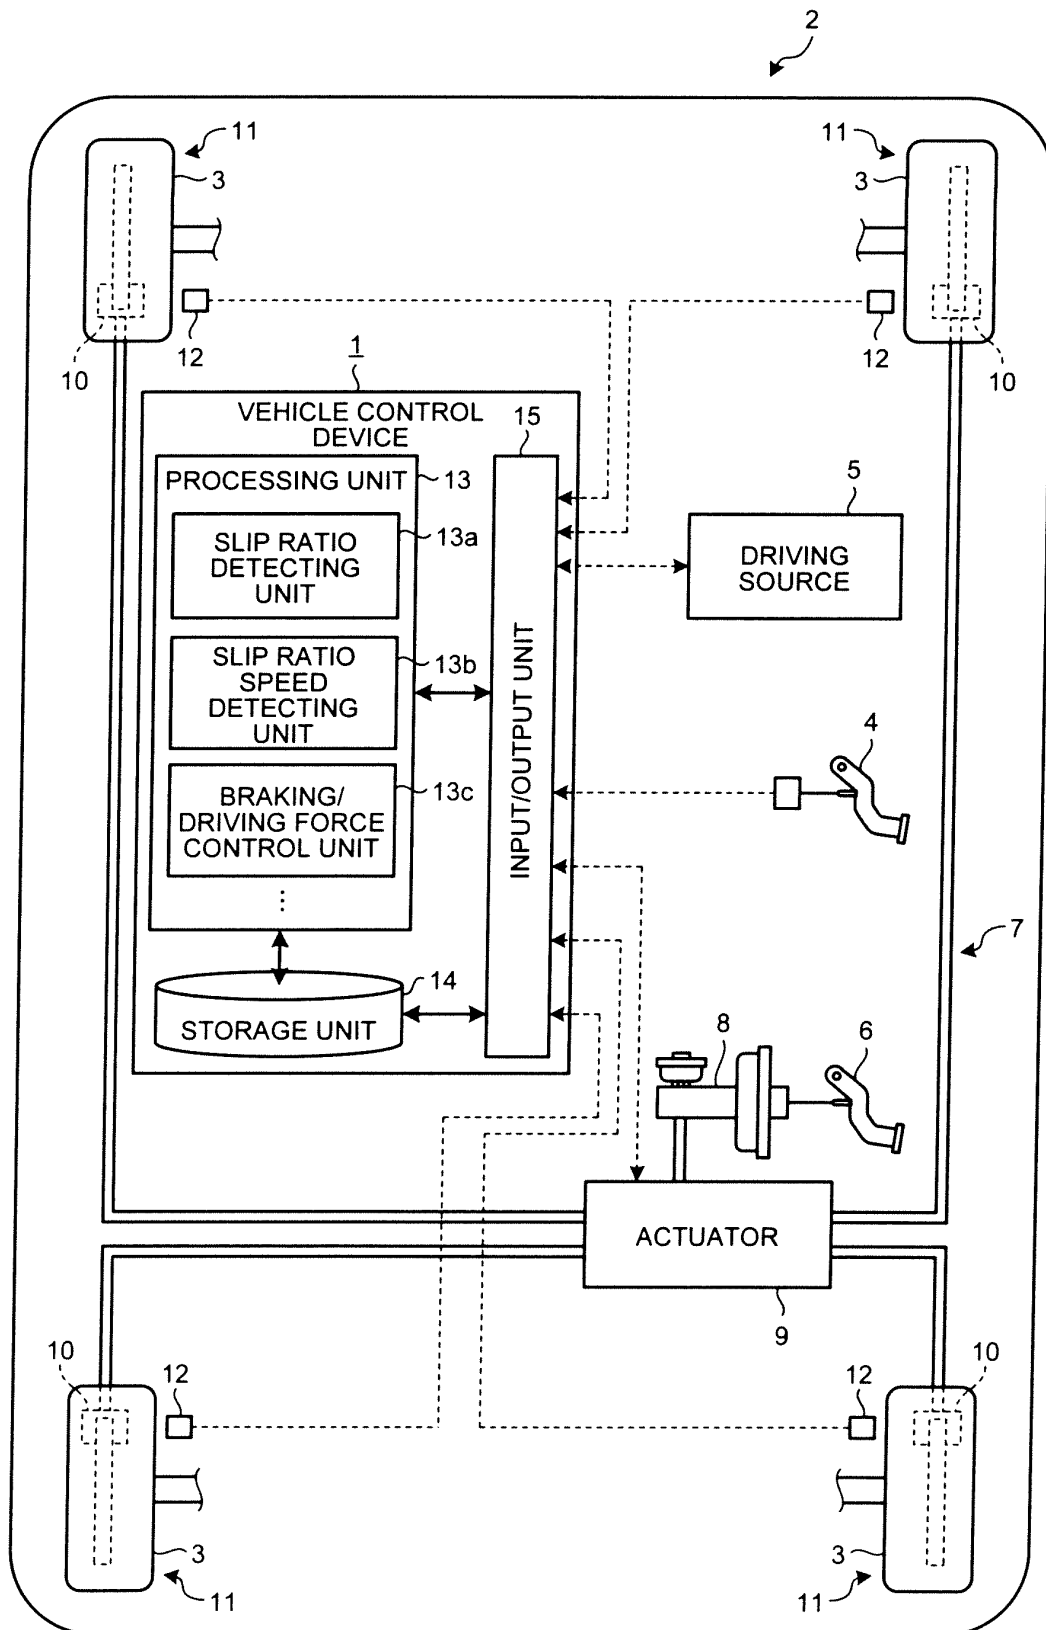 2
11
11
3
3
12
12
10
10
1
VEHICLE CONTROL
DEVICE
15
PROCESSING UNIT
13
5
SLIP RATIO
DETECTING
UNIT
13a
DRIVING
SOURCE
SLIP RATIO
SPEED
DETECTING
UNIT
13b
INPUT/OUTPUT UNIT
4
BRAKING/
DRIVING FORCE
CONTROL UNIT
13c
⋮
7
14
STORAGE UNIT
8
6
ACTUATOR
9
10
12
12
10
3
3
11
11